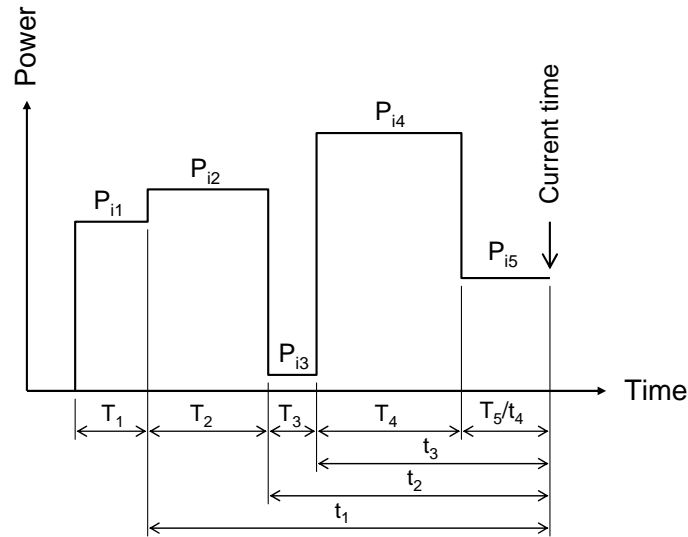 Power
P_i4
Current time
P_i2
P_i1
P_i5
P_i3
Time
T_1 T_2 T_3 T_4 T_5/t_4
t_3
t_2
t_1